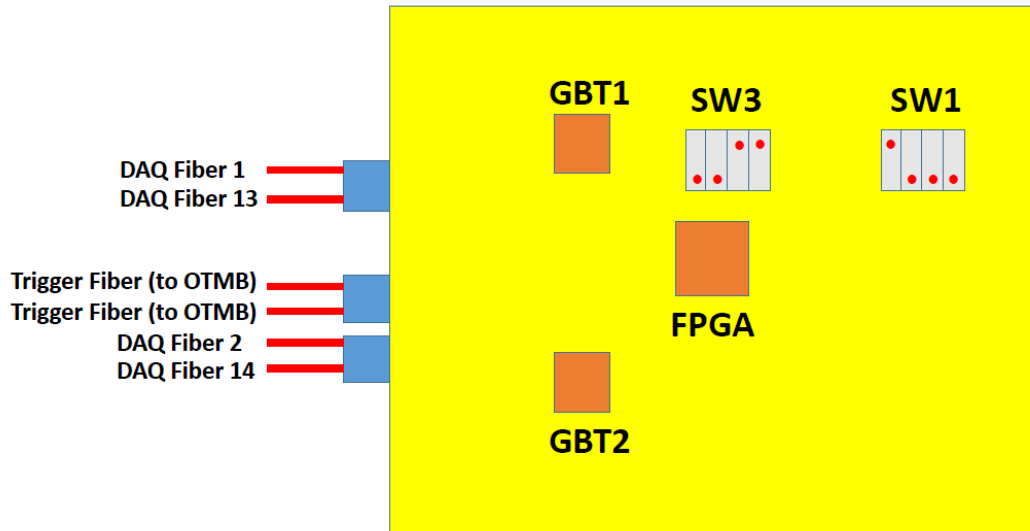 GBT1
SW3
SW1
DAQ Fiber 1
DAQ Fiber 13
Trigger Fiber (to OTMB)
Trigger Fiber (to OTMB)
FPGA
DAQ Fiber 2
DAQ Fiber 14
GBT2